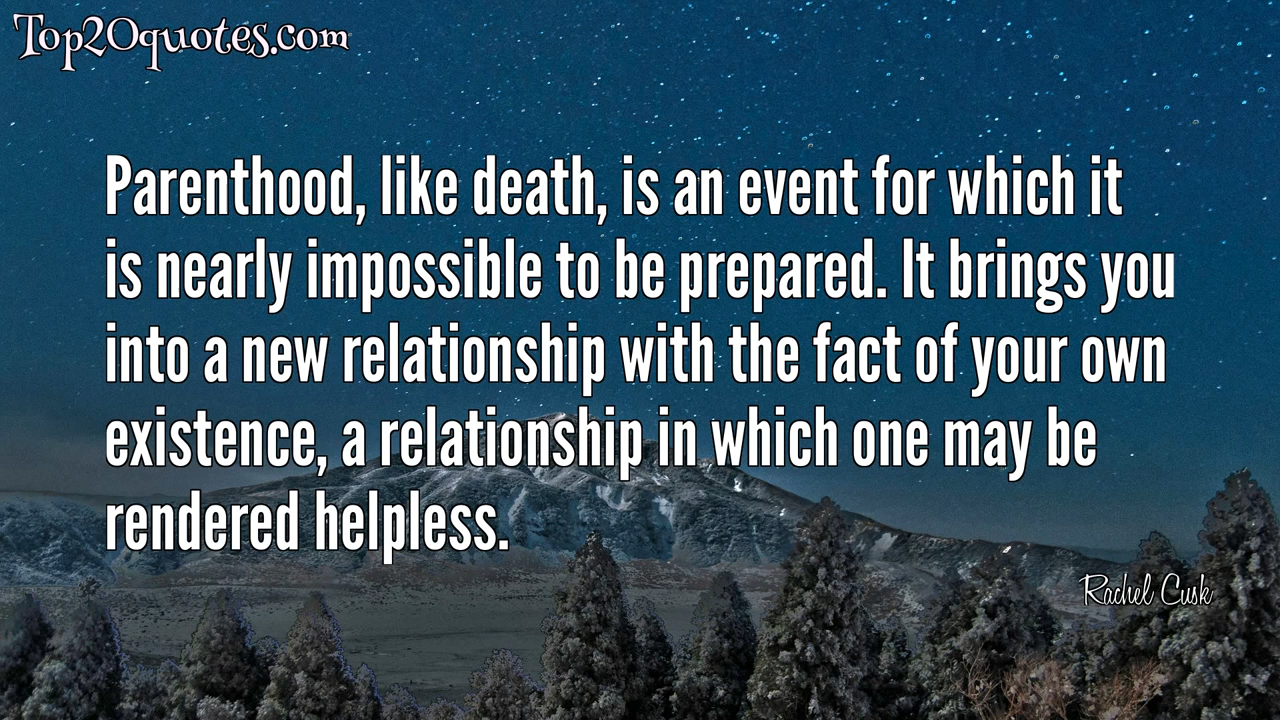 Top20quotes.com
Parenthood, like death, is an event for which it
is nearly impossible to be prepared. It brings you
into a new relationship with the fact of your own
existence, a relationship in which one may be
rendered helpless.
Rachel Cusk